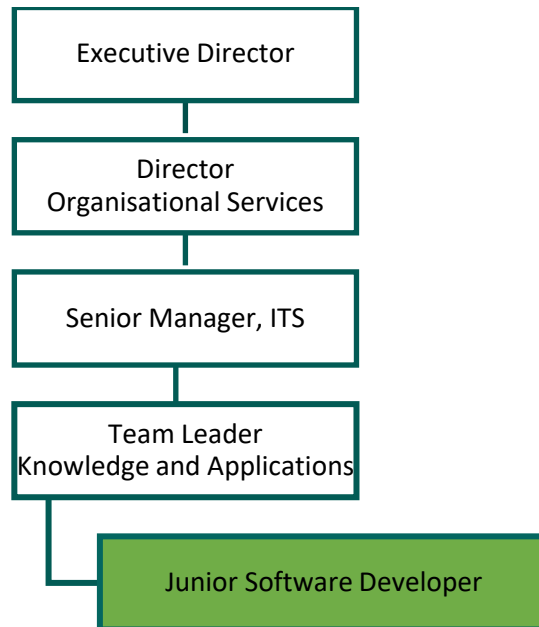 Executive Director
Director
Organisational Services
Senior Manager, ITS
Team Leader
Knowledge and Applications
Junior Software Developer